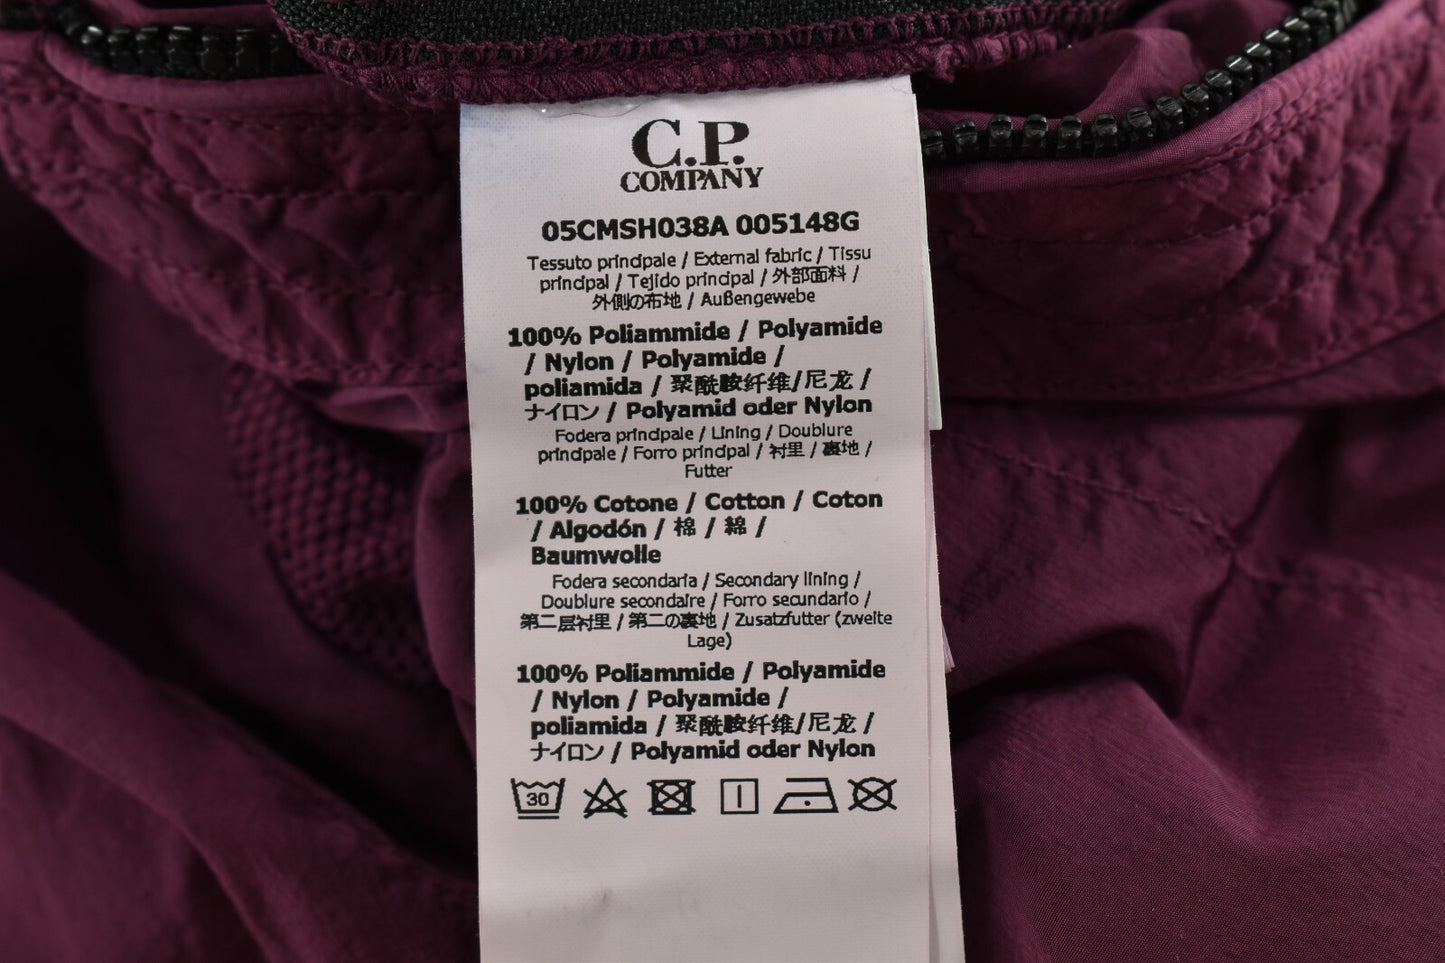 C.P.
COMPANY
05CMSH038A 005148G
Tessuto principale / External fabric / Tissu
principal / Tejido principal / 外部面料 /
外側の布地 / Außengewebe
100% Poliammide / Polyamide
/ Nylon / Polyamide /
poliamida / 聚酰胺纤维/尼龙 /
ナイロン / Polyamid oder Nylon
Fodera principale / Lining / Doublure
principale / Forro principal / 衬里 / 裏地 /
Futter
100% Cotone / Cotton / Coton
/ Algodón / 棉 / 綿 /
Baumwolle
Fodera secondaria / Secondary lining /
Doublure secondaire / Forro secundario /
第二层衬里 / 第二の裏地 / Zusatzfutter (zweite
Lage)
100% Poliammide / Polyamide
/ Nylon / Polyamide /
poliamida / 聚酰胺纤维/尼龙 /
ナイロン / Polyamid oder Nylon
30